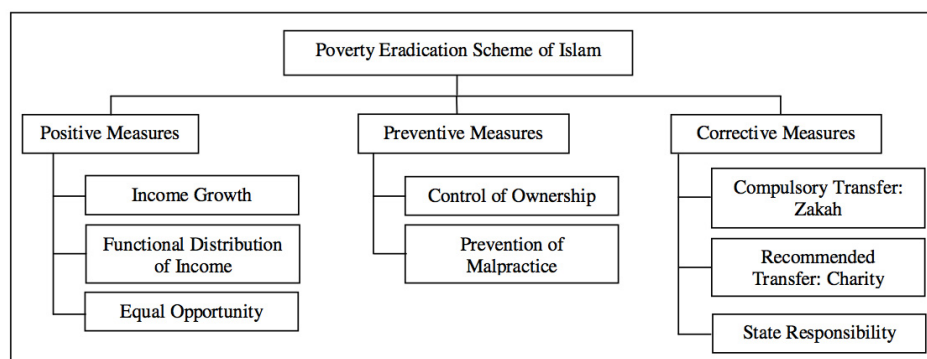 Poverty Eradication Scheme of Islam
Positive Measures
Income Growth
Functional Distribution
of Income
Equal Opportunity
Preventive Measures
Control of Ownership
Prevention of
Malpractice
Corrective Measures
Compulsory Transfer:
Zakah
Recommended
Transfer: Charity
State Responsibility